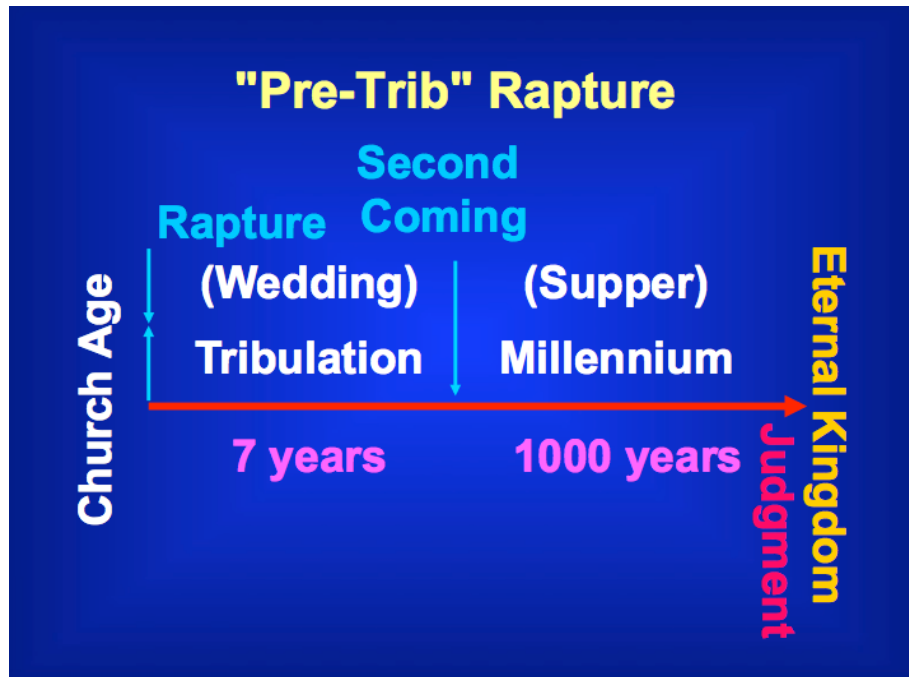 "Pre-Trib" Rapture
Second
Coming
Rapture
(Wedding)
(Supper)
Church Age
Tribulation
Millennium
7 years
1000 years
Judgment
Eternal Kingdom